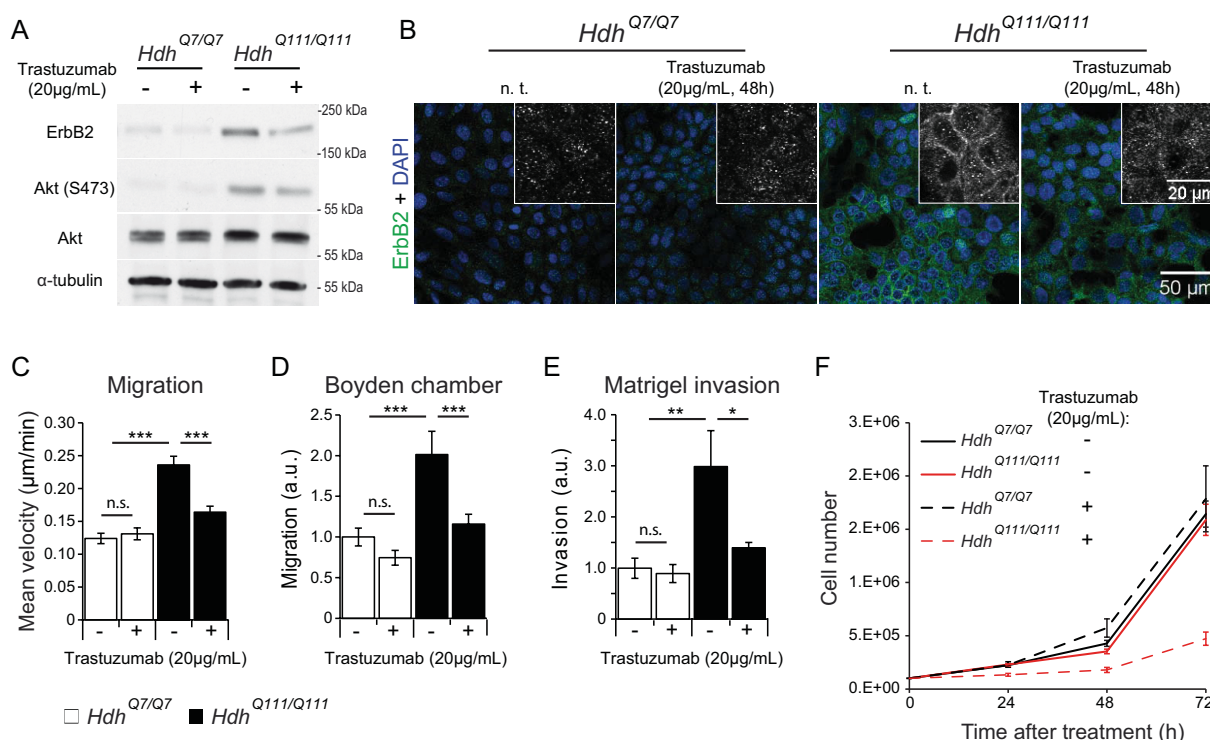 A
Hdh Q7/Q7 Hdh Q111/Q111
Trastuzumab
(20µg/mL) - + - +
-250 kDa
ErbB2
-150 kDa
Akt (S473)
-55 kDa
Akt
-55 kDa
α-tubulin
-55 kDa
B
Hdh Q7/Q7 Hdh Q111/Q111
n. t. Trastuzumab n. t. Trastuzumab
(20µg/mL, 48h) (20µg/mL, 48h)
ErbB2 + DAPI
20 µm
50 µm
C Migration
Mean velocity (µm/min)
0.30
0.25
0.20
0.15
0.10
0.05
0
n.s. *** ***
- + - +
Trastuzumab (20µg/mL)
D Boyden chamber
Migration (a.u.)
2.5
2.0
1.5
1.0
0.5
0.0
n.s. *** ***
- + - +
Trastuzumab (20µg/mL)
E Matrigel invasion
Invasion (a.u.)
4.0
3.0
2.0
1.0
0.0
n.s. ** *
- + - +
Trastuzumab (20µg/mL)
Hdh Q7/Q7 Hdh Q111/Q111
F
Trastuzumab
(20µg/mL):
Hdh Q7/Q7 -
Hdh Q111/Q111 -
Hdh Q7/Q7 +
Hdh Q111/Q111 +
Cell number
3.E+06
2.E+06
2.E+06
1.E+06
5.E+05
0.E+00
0 24 48 72
Time after treatment (h)